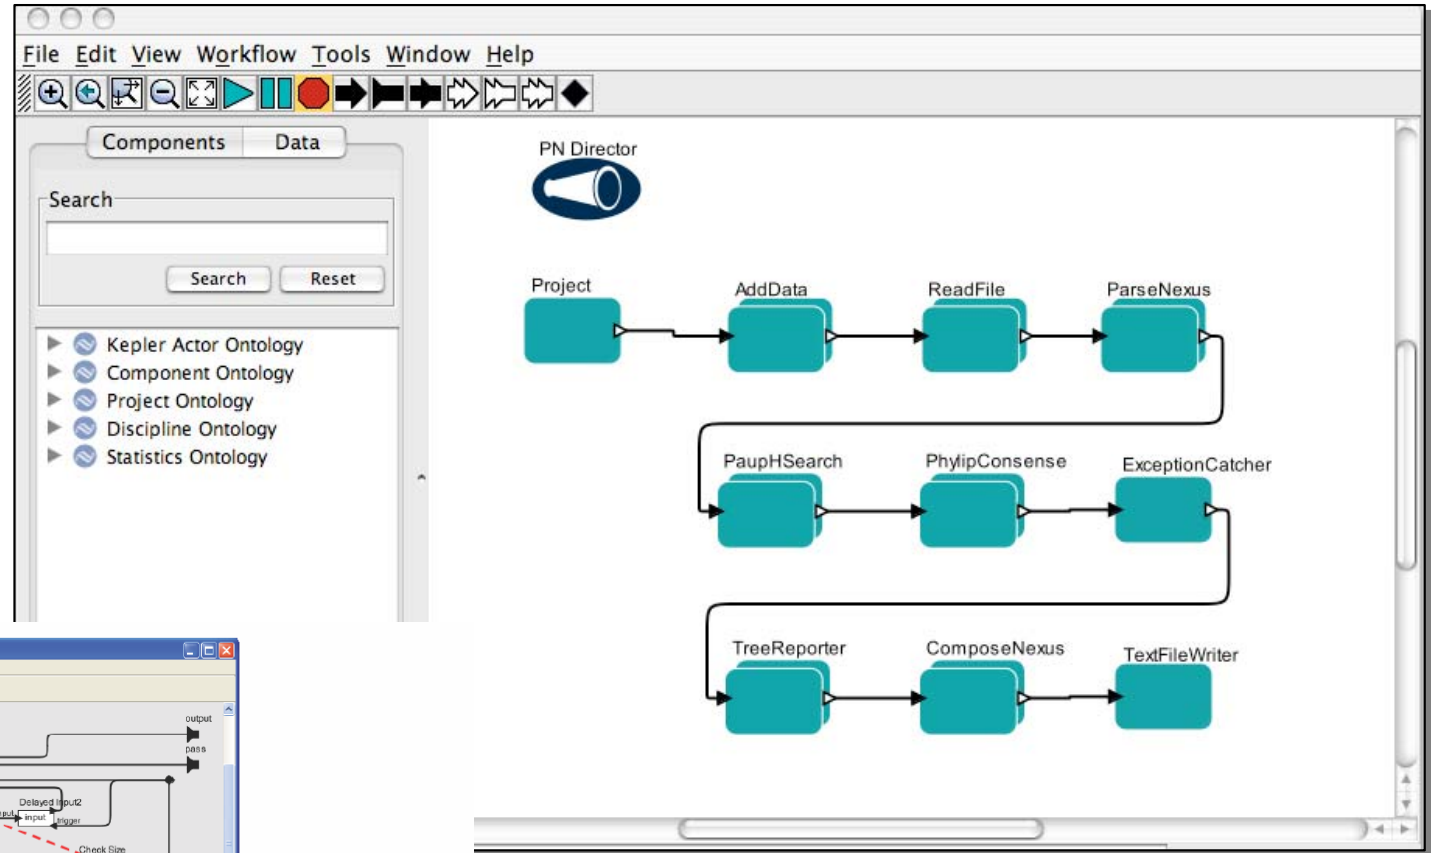 File Edit View Workflow Tools Window Help
Components Data
Search
Search Reset
Kepler Actor Ontology
Component Ontology
Project Ontology
Discipline Ontology
Statistics Ontology
PN Director
Project AddData ReadFile ParseNexus
PaupHSearch PhylipConsense ExceptionCatcher
TreeReporter ComposeNexus TextFileWriter
output
pass
Delayed Input2
input
trigger
Check Size